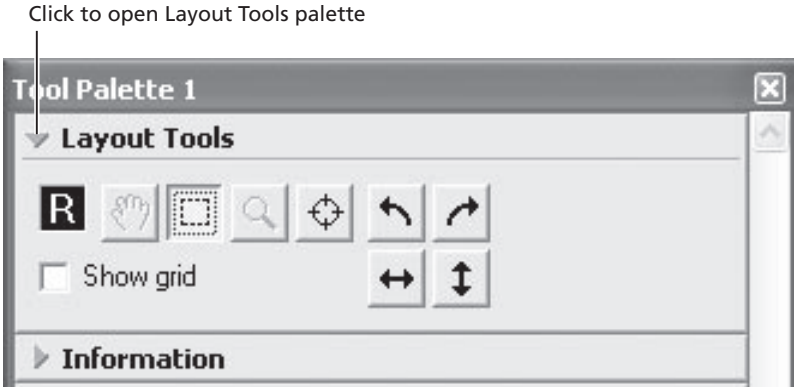 Click to open Layout Tools palette
Tool Palette 1
Layout Tools
R
Show grid
Information